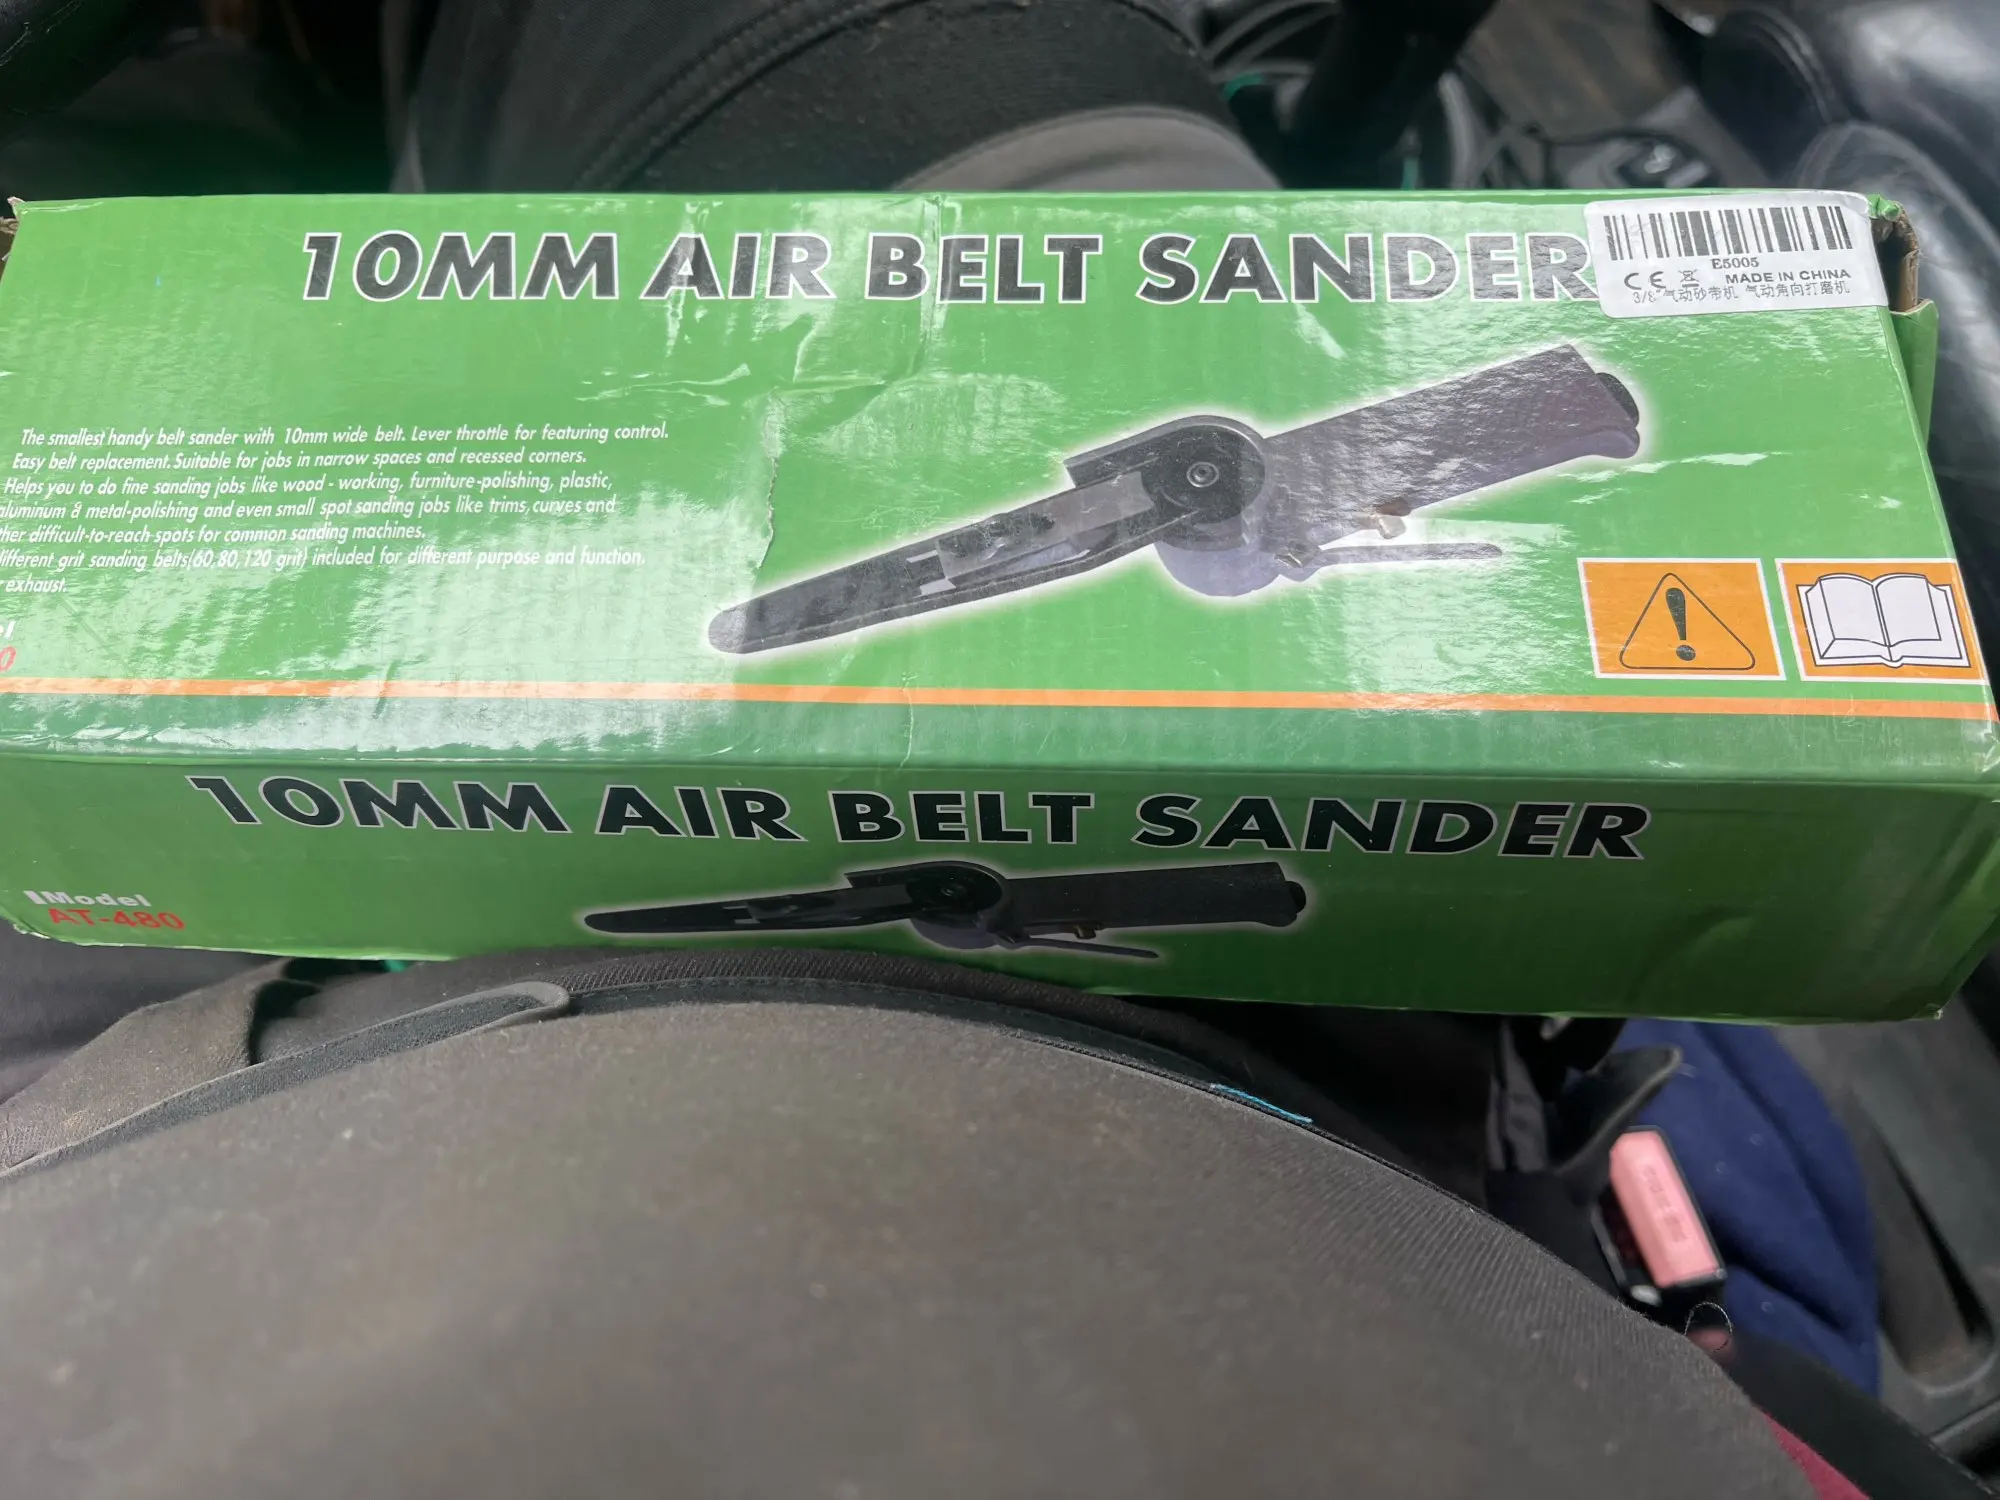 10MM AIR BELT SANDER
E5005
CE MADE IN CHINA
3/8"气动砂带机 气动角向打磨机
The smallest handy belt sander with 10mm wide belt. Lever throttle for featuring control.
Easy belt replacement. Suitable for jobs in narrow spaces and recessed corners.
Helps you to do fine sanding jobs like wood - working, furniture-polishing, plastic,
aluminum & metal-polishing and even small spot sanding jobs like trims, curves and
ther difficult-to-reach spots for common sanding machines.
ifferent grit sanding belts(60,80,120 grit) included for different purpose and function.
exhaust.
el
0
10MM AIR BELT SANDER
Model
AT-480